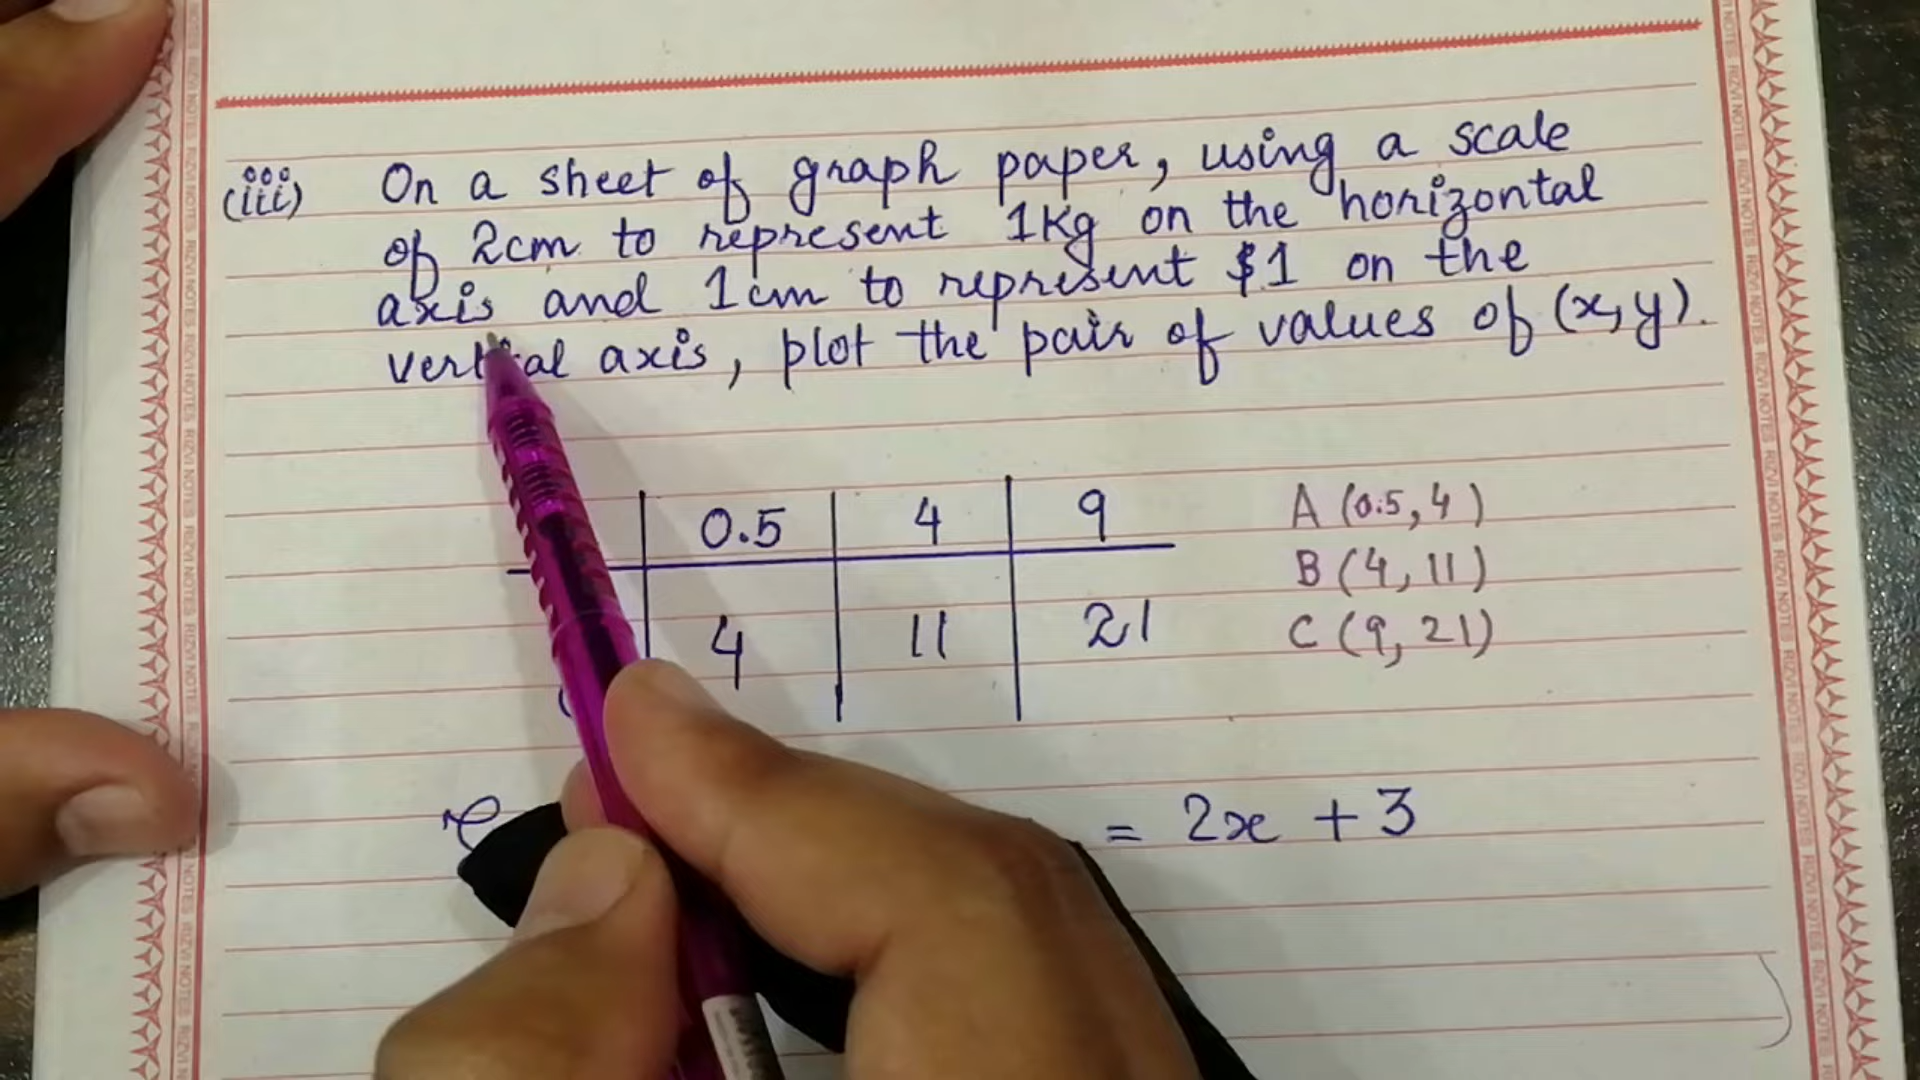 (iii) On a sheet of graph paper, using a scale
of 2cm to represent 1Kg on the horizontal
axis and 1cm to represent $1 on the
vertical axis, plot the pair of values of (x,y).
0.5 4 9
4 11 21
A (0.5, 4)
B (4, 11)
C (9, 21)
= 2x + 3
RIZVI NOTES